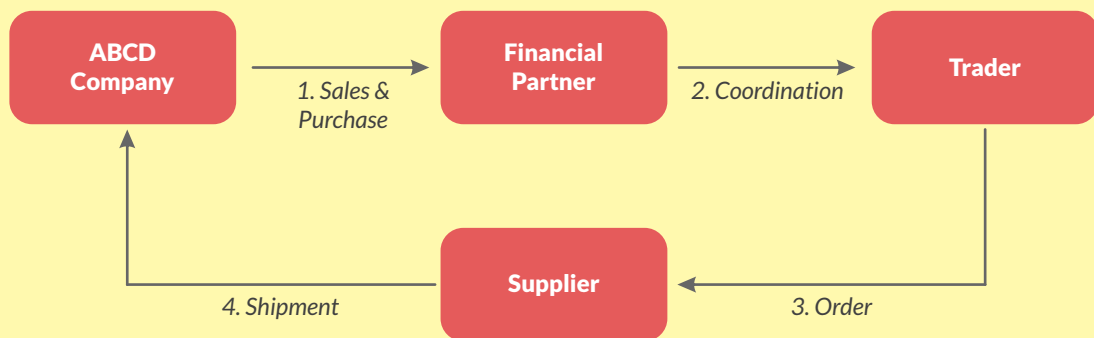 ABCD
Company
1. Sales &
Purchase
Financial
Partner
2. Coordination
Trader
Supplier
4. Shipment
3. Order